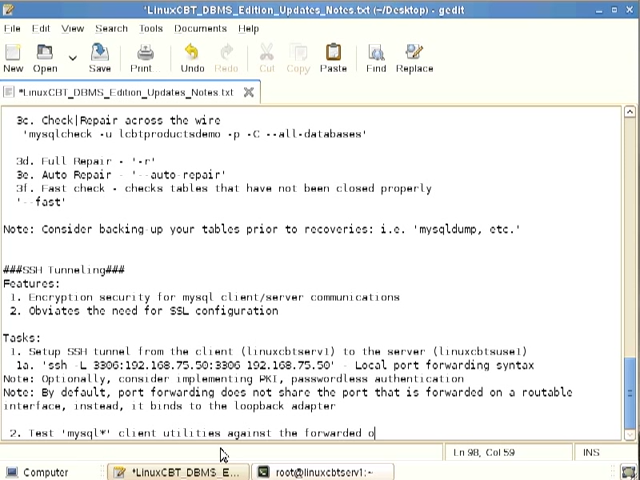 *LinuxCBT_DBMS_Edition_Updates_Notes.txt (~/Desktop) - gedit
File Edit View Search Tools Documents Help
New Open Save Print... Undo Redo Cut Copy Paste Find Replace
*LinuxCBT_DBMS_Edition_Updates_Notes.txt
3c. Check|Repair across the wire
'mysqlcheck -u lcbtproductsdemo -p -C --all-databases'
3d. Full Repair - '-r'
3e. Auto Repair - '--auto-repair'
3f. Fast check - checks tables that have not been closed properly
'--fast'
Note: Consider backing-up your tables prior to recoveries: i.e. 'mysqldump, etc.'
###SSH Tunneling###
Features:
1. Encryption security for mysql client/server communications
2. Obviates the need for SSL configuration
Tasks:
1. Setup SSH tunnel from the client (linuxcbtserv1) to the server (linuxcbtsuse1)
1a. 'ssh -L 3306:192.168.75.50:3306 192.168.75.50' - Local port forwarding syntax
Note: Optionally, consider implementing PKI, passwordless authentication
Note: By default, port forwarding does not share the port that is forwarded on a routable
interface, instead, it binds to the loopback adapter
2. Test 'mysql*' client utilities against the forwarded o
Ln 98, Col 59 INS
Computer *LinuxCBT_DBMS_E... root@linuxcbtserv1:~